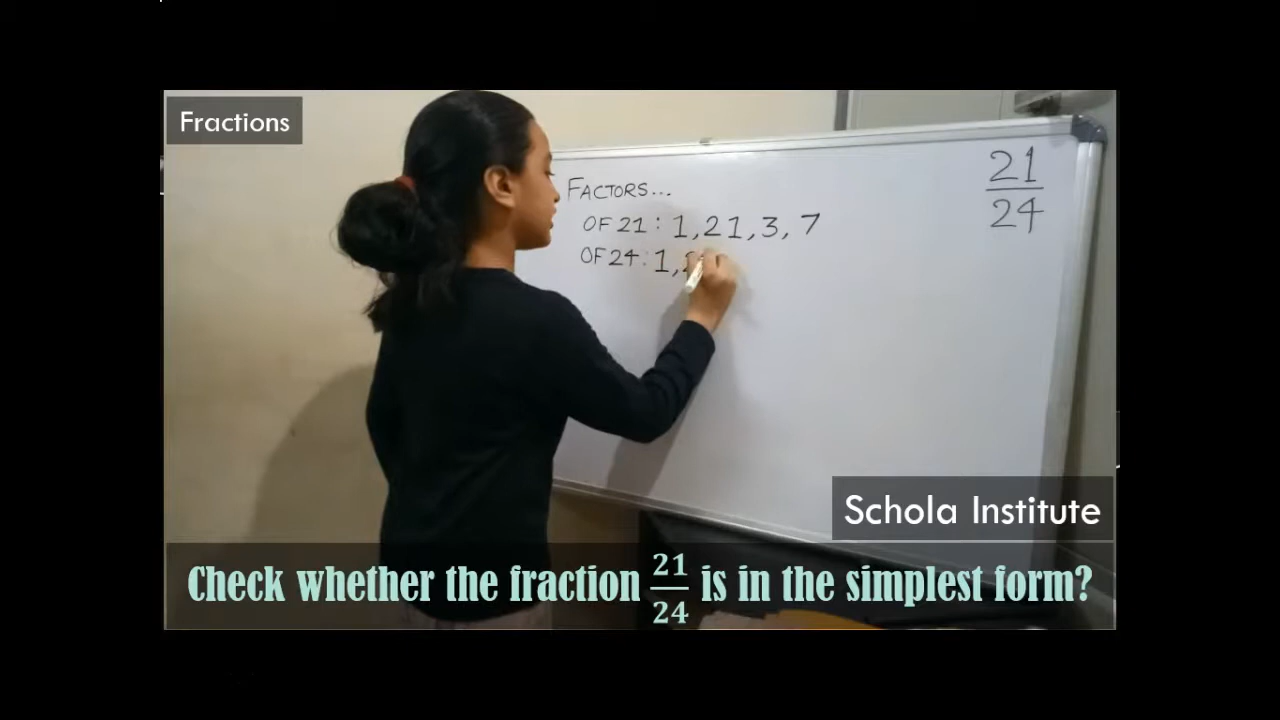 Fractions
FACTORS...
OF 21 : 1, 21, 3, 7
OF 24 : 1,
21
24
Schola Institute
Check whether the fraction 21/24 is in the simplest form?